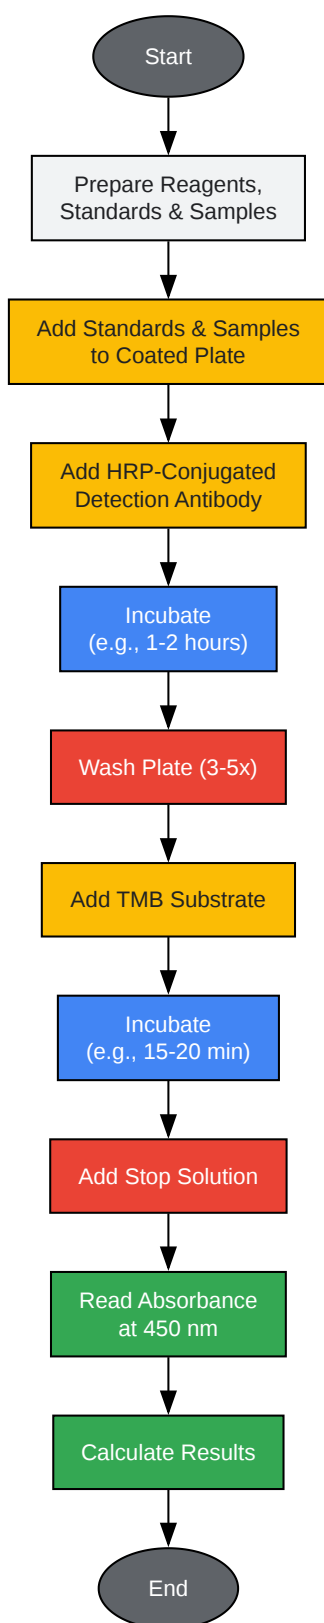 Start
Prepare Reagents,
Standards & Samples
Add Standards & Samples
to Coated Plate
Add HRP-Conjugated
Detection Antibody
Incubate
(e.g., 1-2 hours)
Wash Plate (3-5x)
Add TMB Substrate
Incubate
(e.g., 15-20 min)
Add Stop Solution
Read Absorbance
at 450 nm
Calculate Results
End